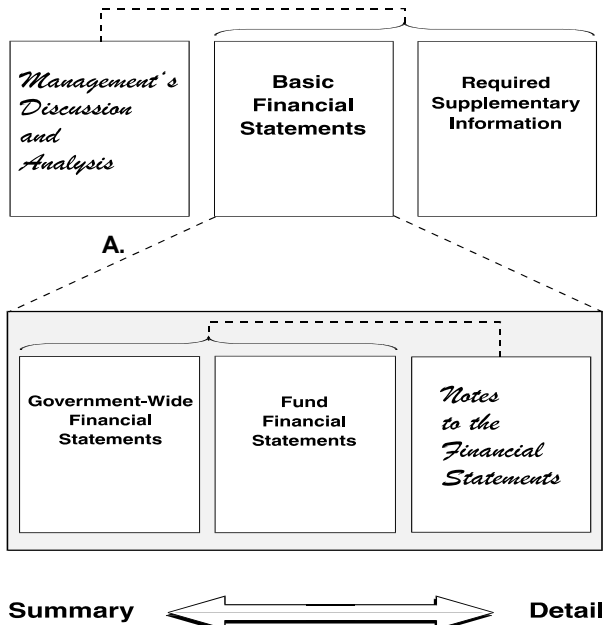 Management's
Discussion
and
Analysis
Basic
Financial
Statements
Required
Supplementary
Information
A.
Government-Wide
Financial
Statements
Fund
Financial
Statements
Notes
to the
Financial
Statements
Summary
Detail